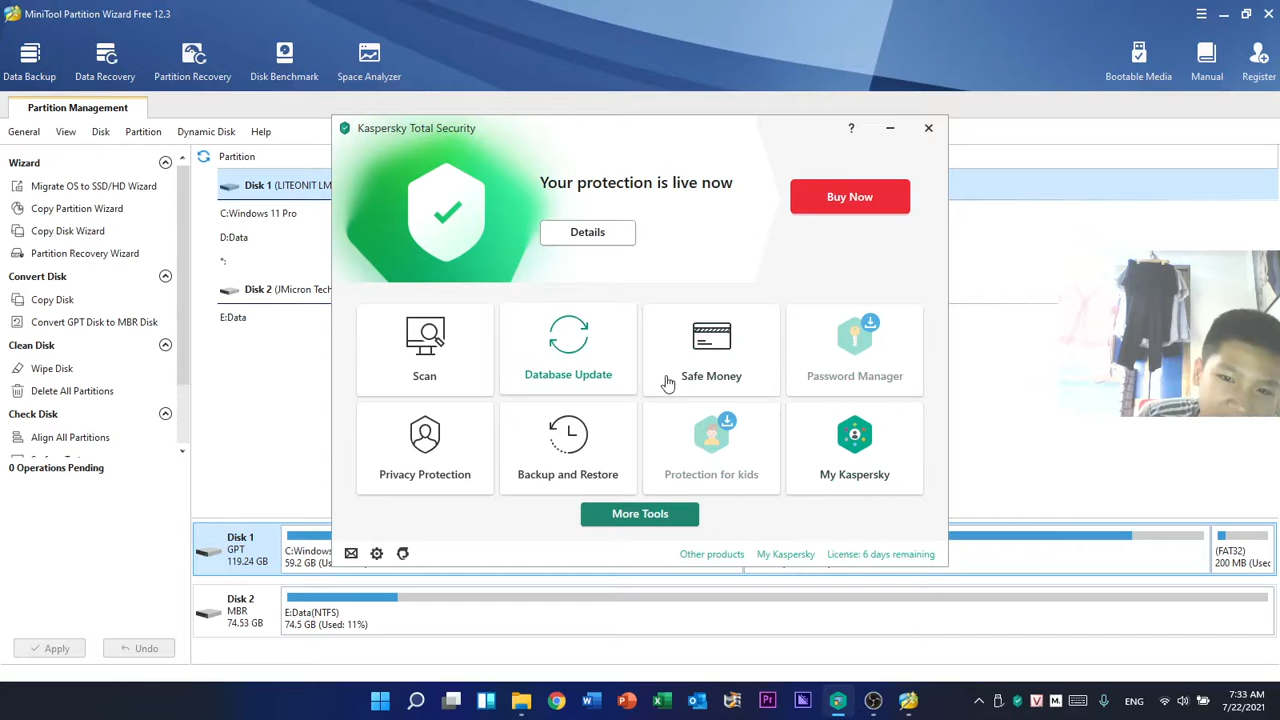 MiniTool Partition Wizard Free 12.3
Data Backup
Data Recovery
Partition Recovery
Disk Benchmark
Space Analyzer
Bootable Media
Manual
Register
Partition Management
General View Disk Partition Dynamic Disk Help
Wizard
Migrate OS to SSD/HD Wizard
Copy Partition Wizard
Copy Disk Wizard
Partition Recovery Wizard
Convert Disk
Copy Disk
Convert GPT Disk to MBR Disk
Clean Disk
Wipe Disk
Delete All Partitions
Check Disk
Align All Partitions
0 Operations Pending
Apply
Undo
Partition
Disk 1 (LITEONIT LM
C:Windows 11 Pro
D:Data
*:
Disk 2 (JMicron Tech
E:Data
Kaspersky Total Security
?
Your protection is live now
Details
Buy Now
Scan
Database Update
Safe Money
Password Manager
Privacy Protection
Backup and Restore
Protection for kids
My Kaspersky
More Tools
Other products
My Kaspersky
License: 6 days remaining
Disk 1
GPT
119.24 GB
C:Window
59.2 GB (Us
(FAT32)
200 MB (Usec
Disk 2
MBR
74.53 GB
E:Data(NTFS)
74.5 GB (Used: 11%)
ENG
7:33 AM
7/22/2021